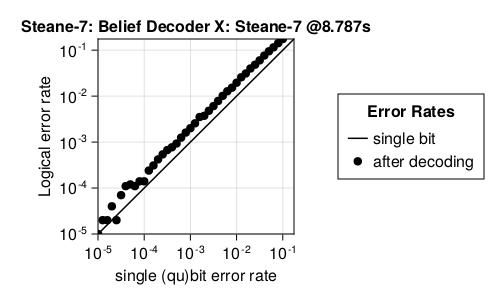 Steane-7: Belief Decoder X: Steane-7 @8.787s
Logical error rate
10⁻¹
10⁻²
10⁻³
10⁻⁴
10⁻⁵
10⁻⁵ 10⁻⁴ 10⁻³ 10⁻² 10⁻¹
single (qu)bit error rate
Error Rates
single bit
after decoding